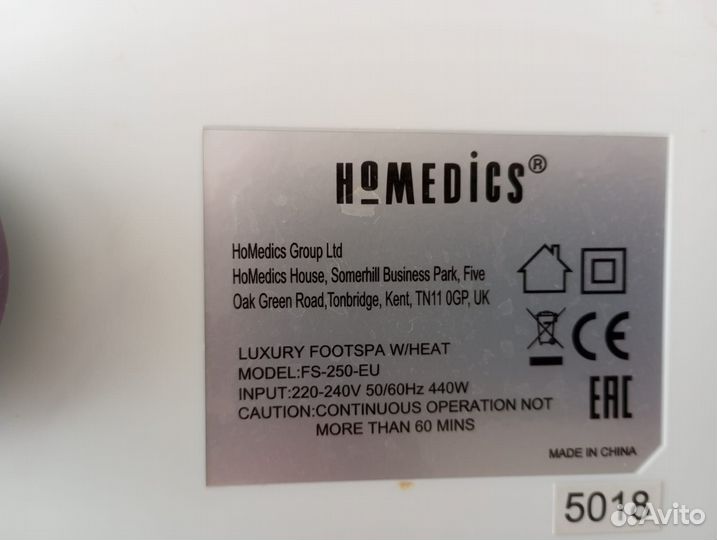 HoMEDiCS®
HoMedics Group Ltd
HoMedics House, Somerhill Business Park, Five
Oak Green Road,Tonbridge, Kent, TN11 0GP, UK
LUXURY FOOTSPA W/HEAT
MODEL:FS-250-EU
INPUT:220-240V 50/60Hz 440W
CAUTION:CONTINUOUS OPERATION NOT
MORE THAN 60 MINS
CE
EAC
MADE IN CHINA
5018
Avito